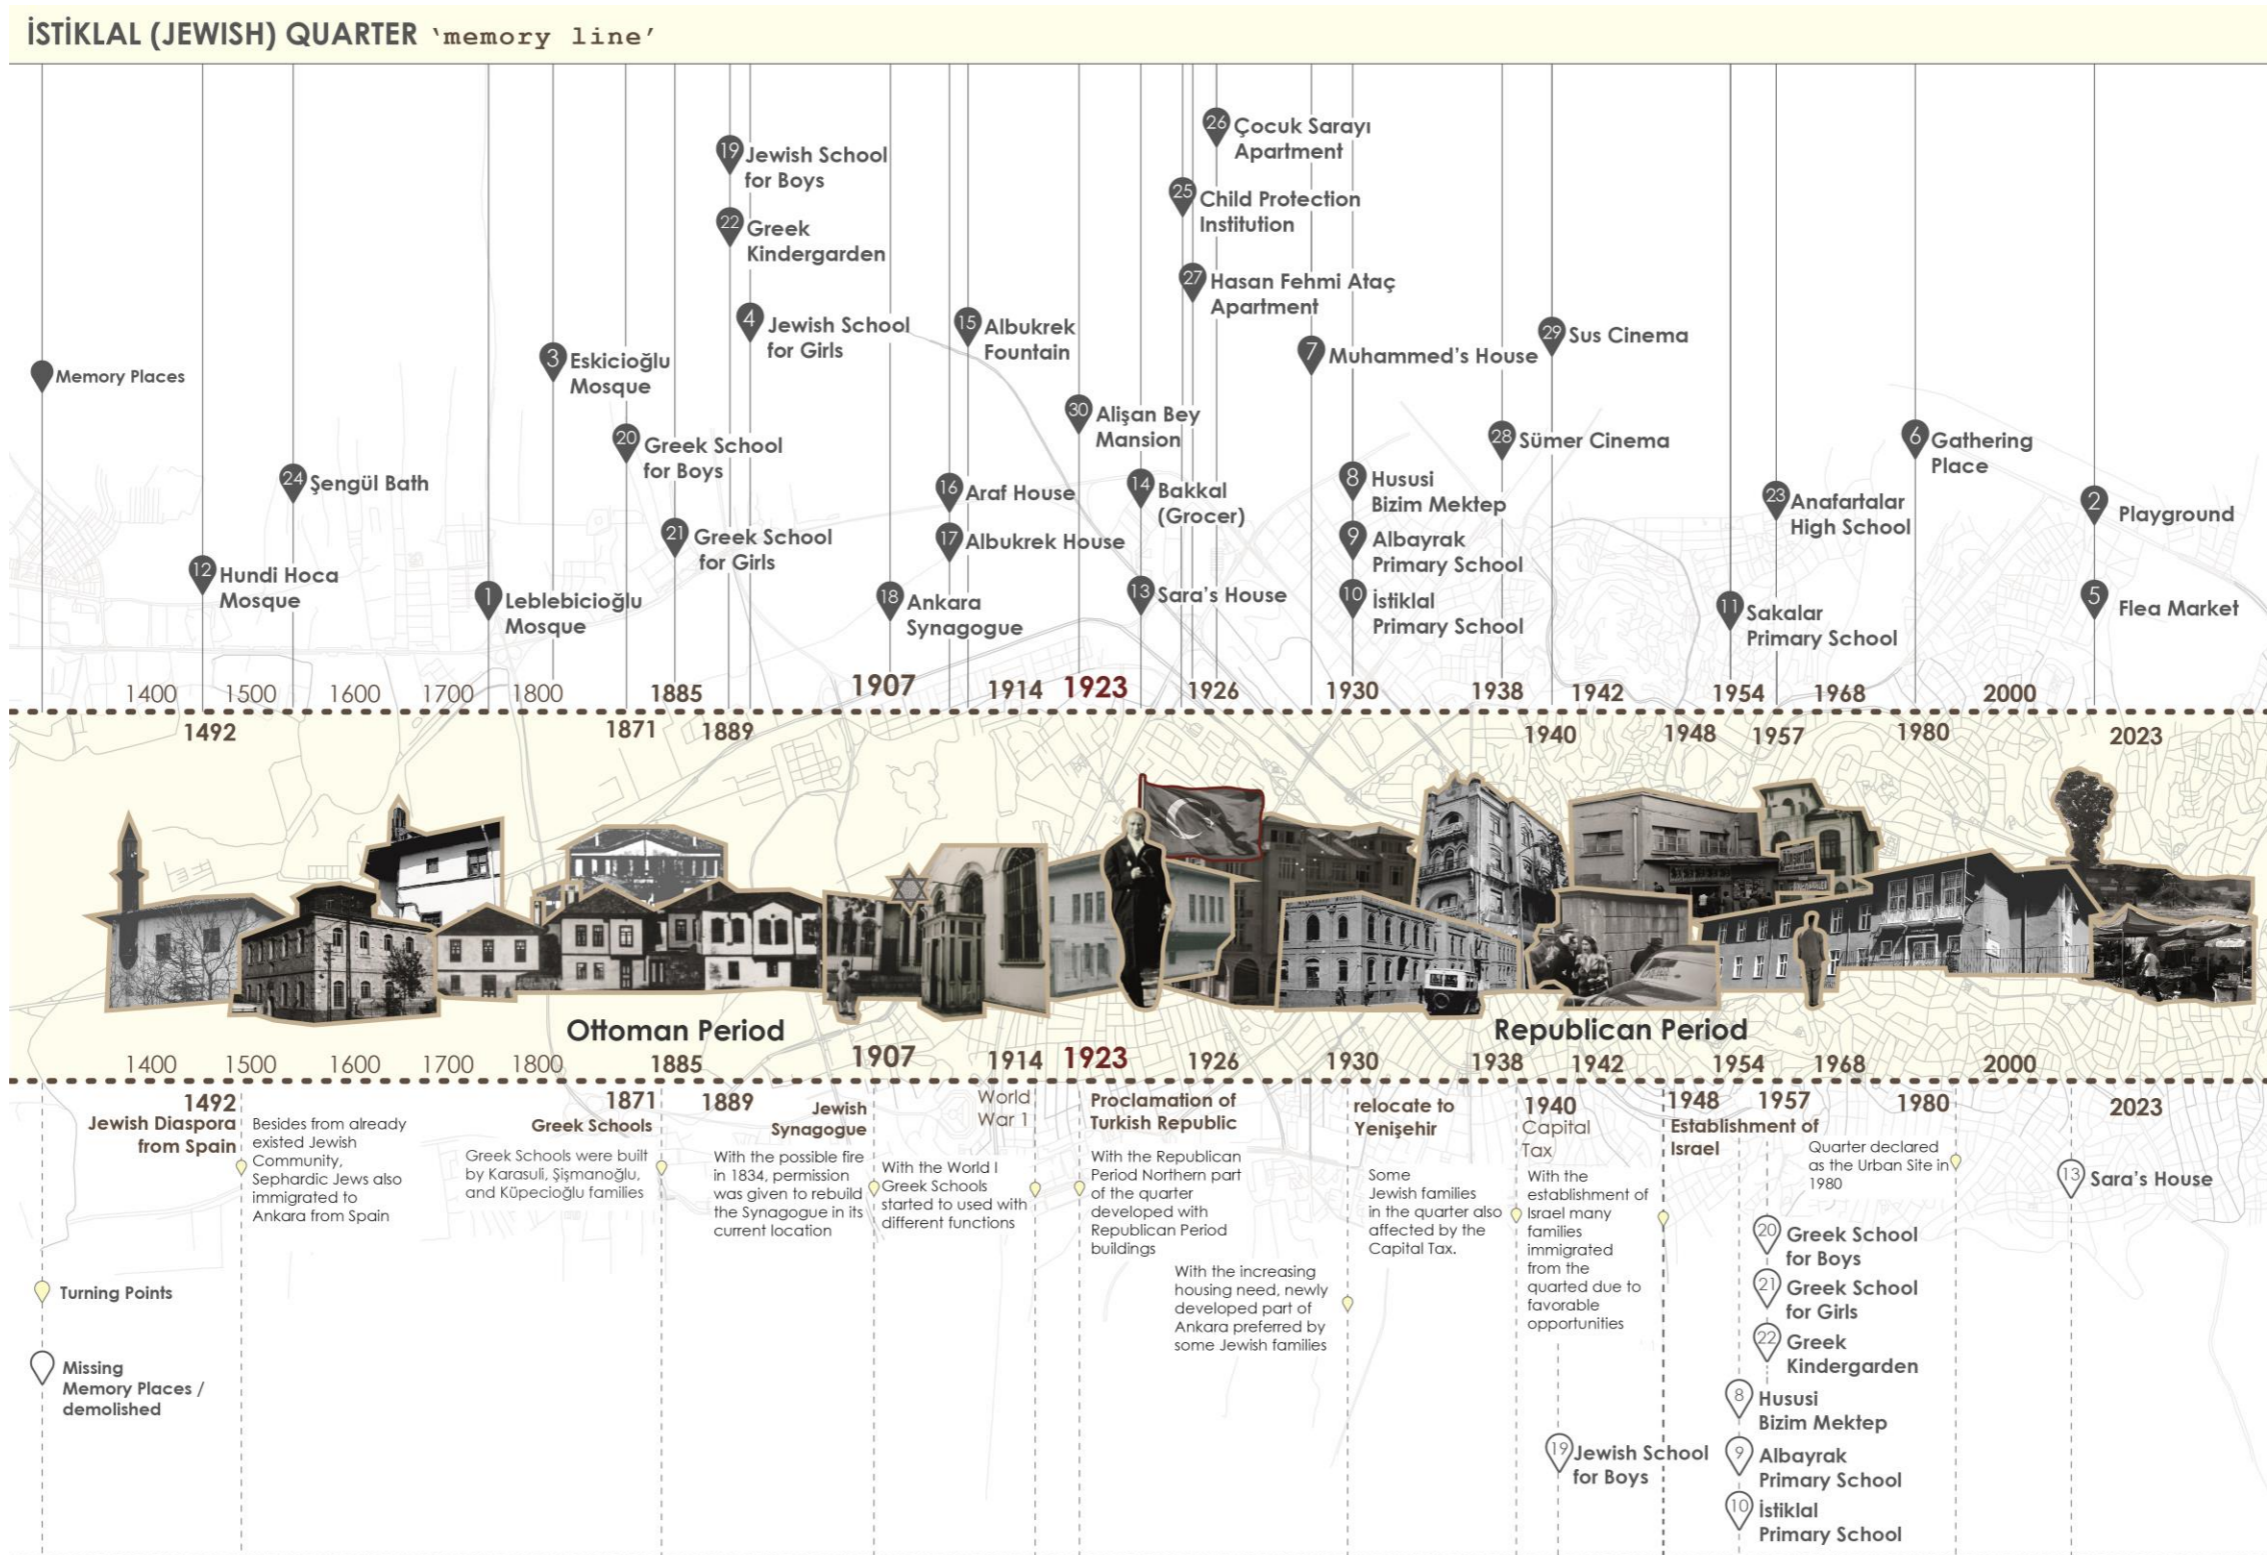 İSTİKLAL (JEWISH) QUARTER 'memory line'
Memory Places
12 Hundi Hoca
Mosque
24 Şengül Bath
1 Leblebicioğlu
Mosque
3 Eskicioğlu
Mosque
20 Greek School
for Boys
21 Greek School
for Girls
19 Jewish School
for Boys
22 Greek
Kindergarden
4 Jewish School
for Girls
18 Ankara
Synagogue
16 Araf House
17 Albukrek House
15 Albukrek
Fountain
30 Alişan Bey
Mansion
14 Bakkal
(Grocer)
13 Sara's House
25 Child Protection
Institution
27 Hasan Fehmi Ataç
Apartment
26 Çocuk Sarayı
Apartment
7 Muhammed's House
8 Hususi
Bizim Mektep
9 Albayrak
Primary School
10 İstiklal
Primary School
28 Sümer Cinema
29 Sus Cinema
11 Sakalar
Primary School
23 Anafartalar
High School
6 Gathering
Place
2 Playground
5 Flea Market
1400 1500 1600 1700 1800 1885 1907 1914 1923 1926 1930 1938 1942 1954 1968 2000
1492 1871 1889 1940 1948 1957 1980 2023
Ottoman Period
Republican Period
1400 1500 1600 1700 1800 1885 1907 1914 1923 1926 1930 1938 1942 1954 1968 2000
1492
Jewish Diaspora
from Spain
Besides from already
existed Jewish
Community,
Sephardic Jews also
immigrated to
Ankara from Spain
1871
Greek Schools
Greek Schools were built
by Karasuli, Şişmanoğlu,
and Küpecioğlu families
1889
Jewish
Synagogue
With the possible fire
in 1834, permission
was given to rebuild
the Synagogue in its
current location
World
War 1
With the World I
Greek Schools
started to used with
different functions
Proclamation of
Turkish Republic
With the Republican
Period Northern part
of the quarter
developed with
Republican Period
buildings
With the increasing
housing need, newly
developed part of
Ankara preferred by
some Jewish families
relocate to
Yenişehir
Some
Jewish families
in the quarter also
affected by the
Capital Tax.
1940
Capital
Tax
With the
establishment of
Israel many
families
immigrated
from the
quarted due to
favorable
opportunities
1948
Establishment of
Israel
1957
1980
Quarter declared
as the Urban Site in
1980
2023
13 Sara's House
20 Greek School
for Boys
21 Greek School
for Girls
22 Greek
Kindergarden
8 Hususi
Bizim Mektep
9 Albayrak
Primary School
10 İstiklal
Primary School
19 Jewish School
for Boys
Turning Points
Missing
Memory Places /
demolished